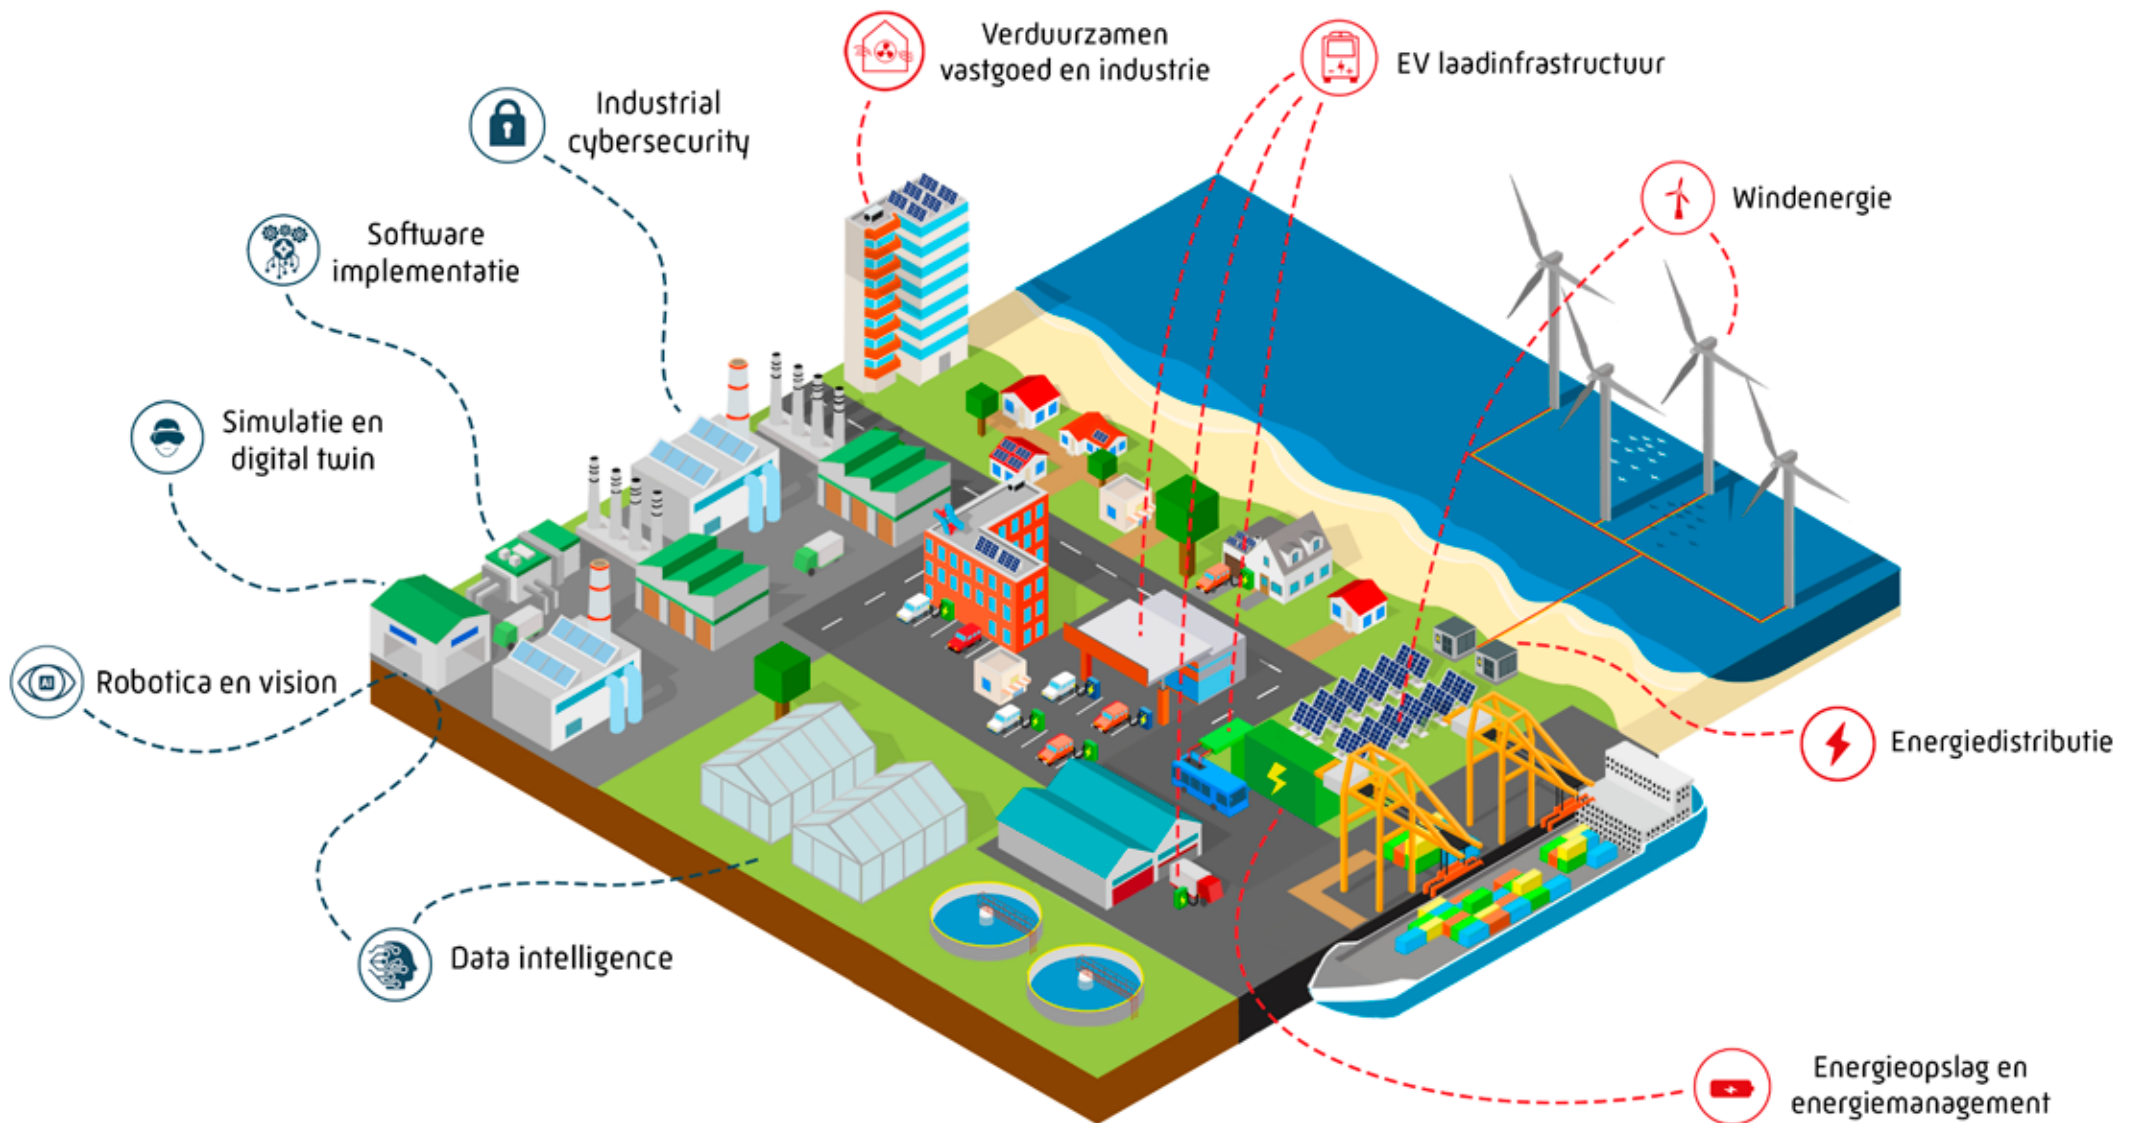 Verduurzamen
vastgoed en industrie
EV laadinfrastructuur
Industrial
cybersecurity
Windenergie
Software
implementatie
Simulatie en
digital twin
AI
Robotica en vision
Energiedistributie
Data intelligence
Energieopslag en
energiemanagement